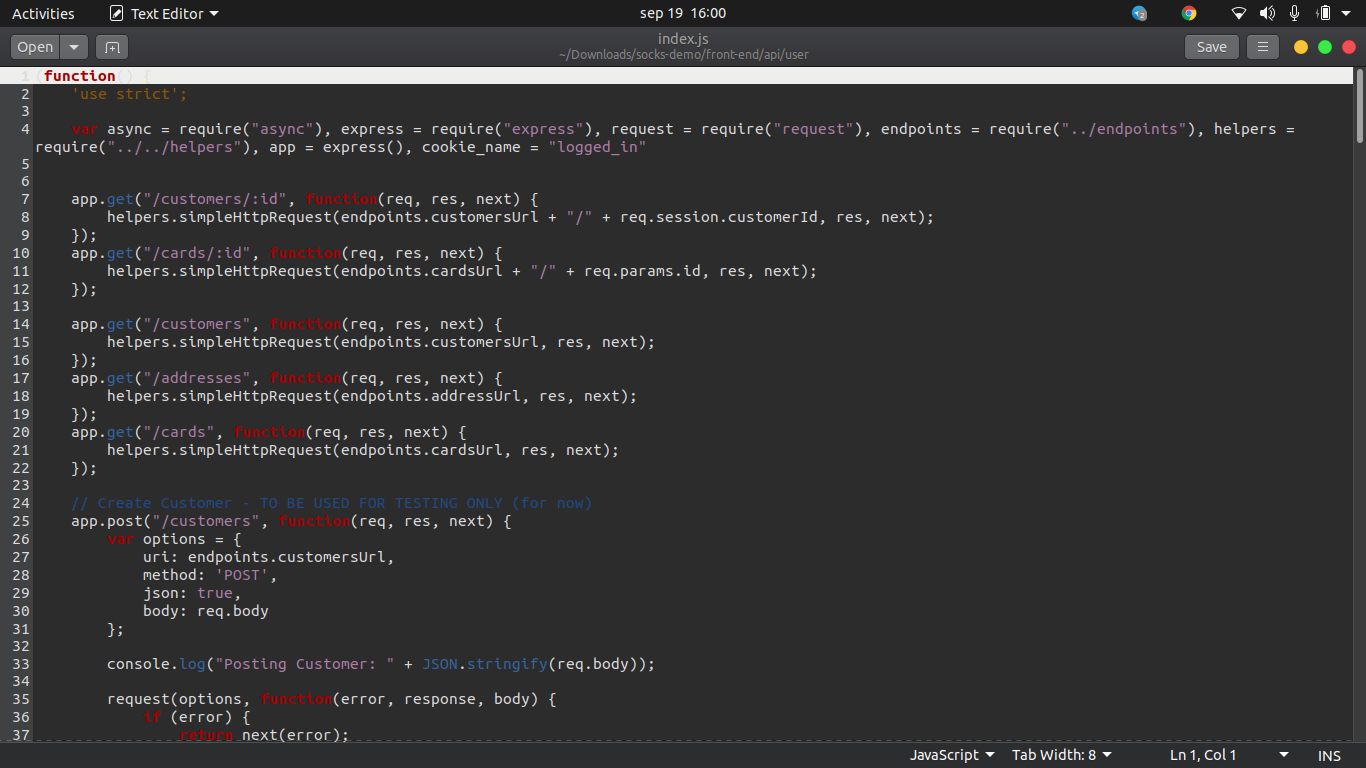 Activities Text Editor sep 19 16:00 2
Open index.js Save
~/Downloads/socks-demo/front-end/api/user
1 (function() {
2     'use strict';
3
4     var async = require("async"), express = require("express"), request = require("request"), endpoints = require("../endpoints"), helpers =
require("../../helpers"), app = express(), cookie_name = "logged_in"
5
6
7     app.get("/customers/:id", function(req, res, next) {
8         helpers.simpleHttpRequest(endpoints.customersUrl + "/" + req.session.customerId, res, next);
9     });
10     app.get("/cards/:id", function(req, res, next) {
11         helpers.simpleHttpRequest(endpoints.cardsUrl + "/" + req.params.id, res, next);
12     });
13
14     app.get("/customers", function(req, res, next) {
15         helpers.simpleHttpRequest(endpoints.customersUrl, res, next);
16     });
17     app.get("/addresses", function(req, res, next) {
18         helpers.simpleHttpRequest(endpoints.addressUrl, res, next);
19     });
20     app.get("/cards", function(req, res, next) {
21         helpers.simpleHttpRequest(endpoints.cardsUrl, res, next);
22     });
23
24     // Create Customer - TO BE USED FOR TESTING ONLY (for now)
25     app.post("/customers", function(req, res, next) {
26         var options = {
27             uri: endpoints.customersUrl,
28             method: 'POST',
29             json: true,
30             body: req.body
31         };
32
33         console.log("Posting Customer: " + JSON.stringify(req.body));
34
35         request(options, function(error, response, body) {
36             if (error) {
37                 return next(error);
JavaScript Tab Width: 8 Ln 1, Col 1 INS